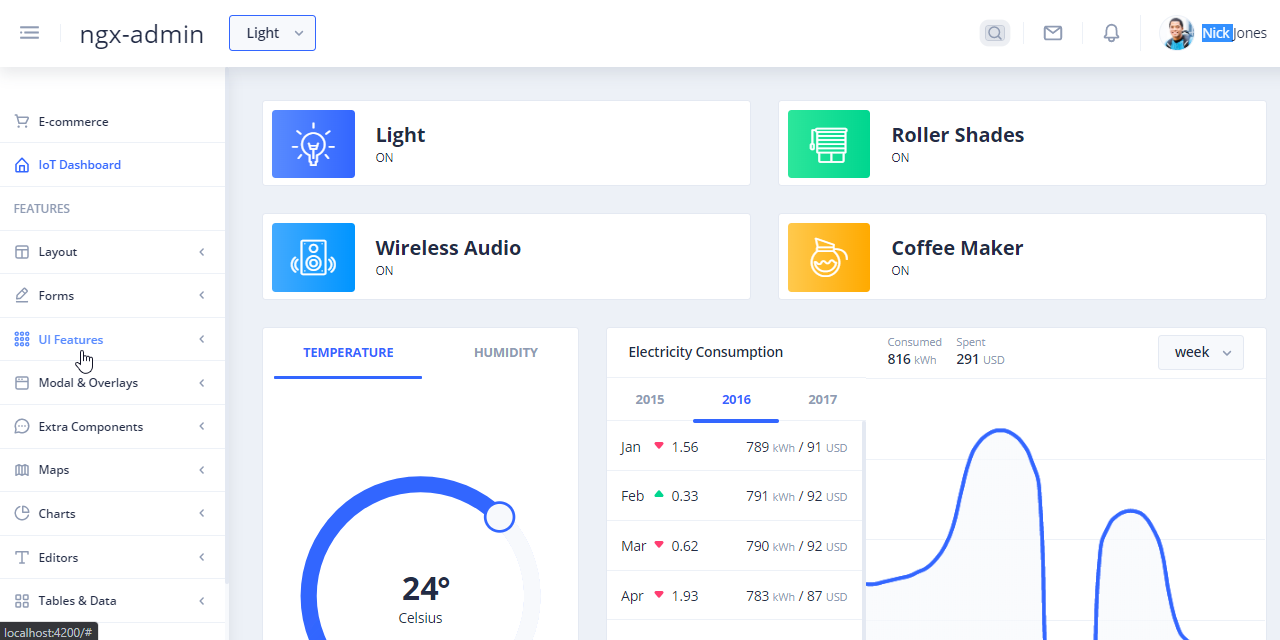 ngx-admin
Light
Nick Jones
E-commerce
IoT Dashboard
FEATURES
Layout
Forms
UI Features
Modal & Overlays
Extra Components
Maps
Charts
Editors
Tables & Data
localhost:4200/#
Light
ON
Roller Shades
ON
Wireless Audio
ON
Coffee Maker
ON
TEMPERATURE HUMIDITY
24°
Celsius
Electricity Consumption
Consumed Spent
816 kWh 291 USD
week
2015 2016 2017
Jan 1.56 789 kWh / 91 USD
Feb 0.33 791 kWh / 92 USD
Mar 0.62 790 kWh / 92 USD
Apr 1.93 783 kWh / 87 USD